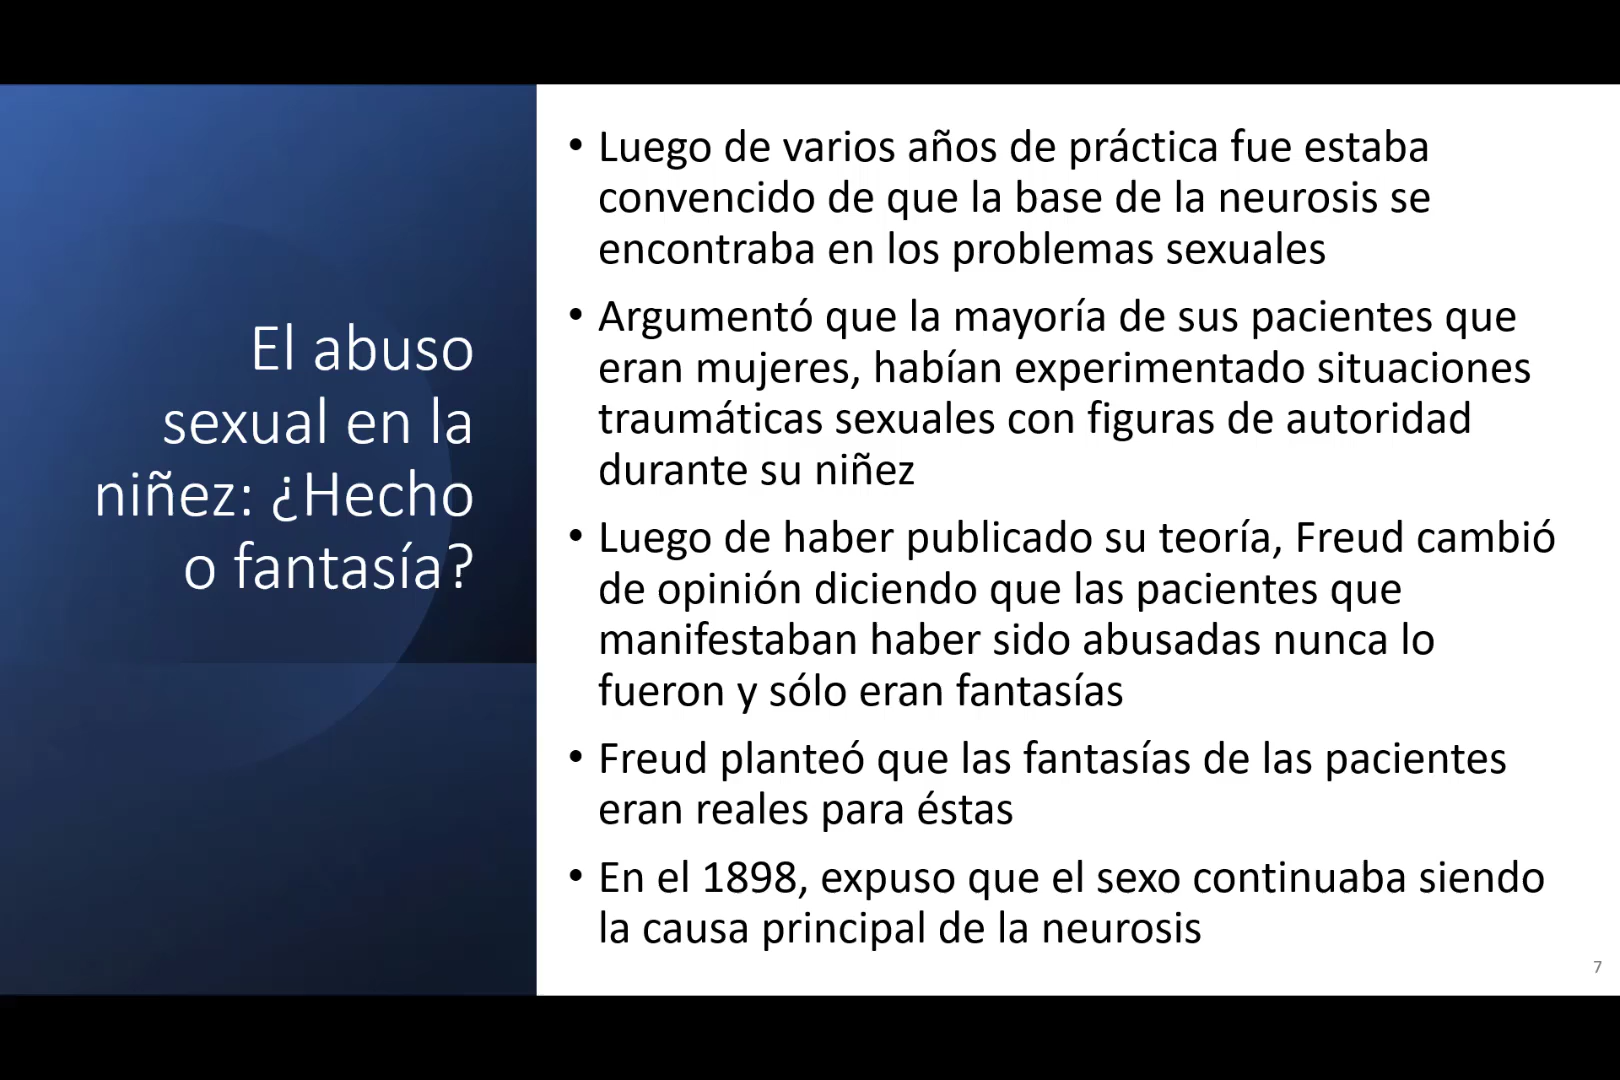 El abuso
sexual en la
niñez: ¿Hecho
o fantasía?
• Luego de varios años de práctica fue estaba
convencido de que la base de la neurosis se
encontraba en los problemas sexuales
• Argumentó que la mayoría de sus pacientes que
eran mujeres, habían experimentado situaciones
traumáticas sexuales con figuras de autoridad
durante su niñez
• Luego de haber publicado su teoría, Freud cambió
de opinión diciendo que las pacientes que
manifestaban haber sido abusadas nunca lo
fueron y sólo eran fantasías
• Freud planteó que las fantasías de las pacientes
eran reales para éstas
• En el 1898, expuso que el sexo continuaba siendo
la causa principal de la neurosis
7